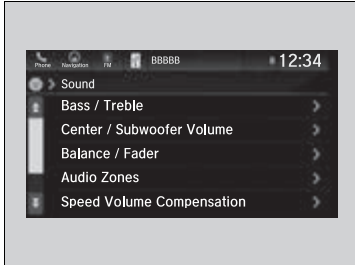 Phone Navigation FM BBBBB 12:34
Sound
Bass / Treble
Center / Subwoofer Volume
Balance / Fader
Audio Zones
Speed Volume Compensation